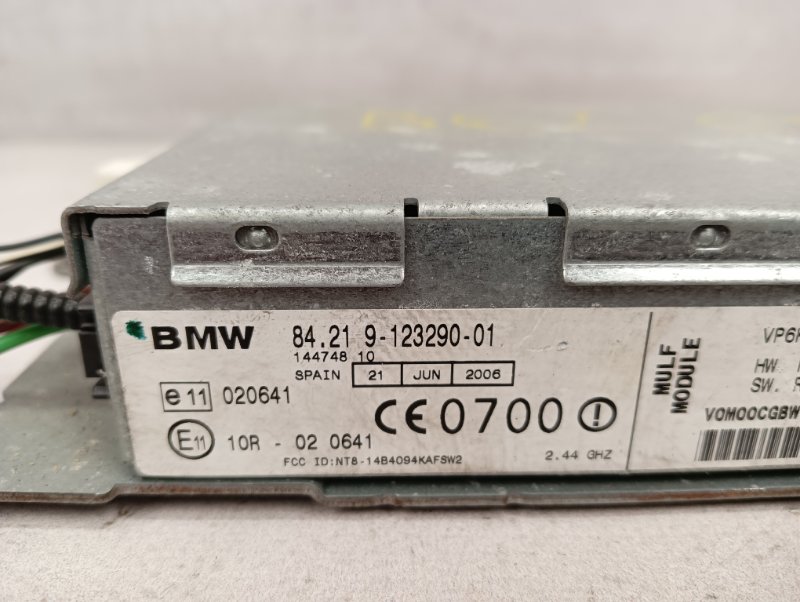 BMW 84.21 9-123290-01
144748 10
SPAIN 21 JUN 2006
e11 020641
CE0700
E11 10R - 02 0641
FCC ID:NT8-14B4094KAFSW2 2.44 GHZ
MULF
MODULE
HW
SW.